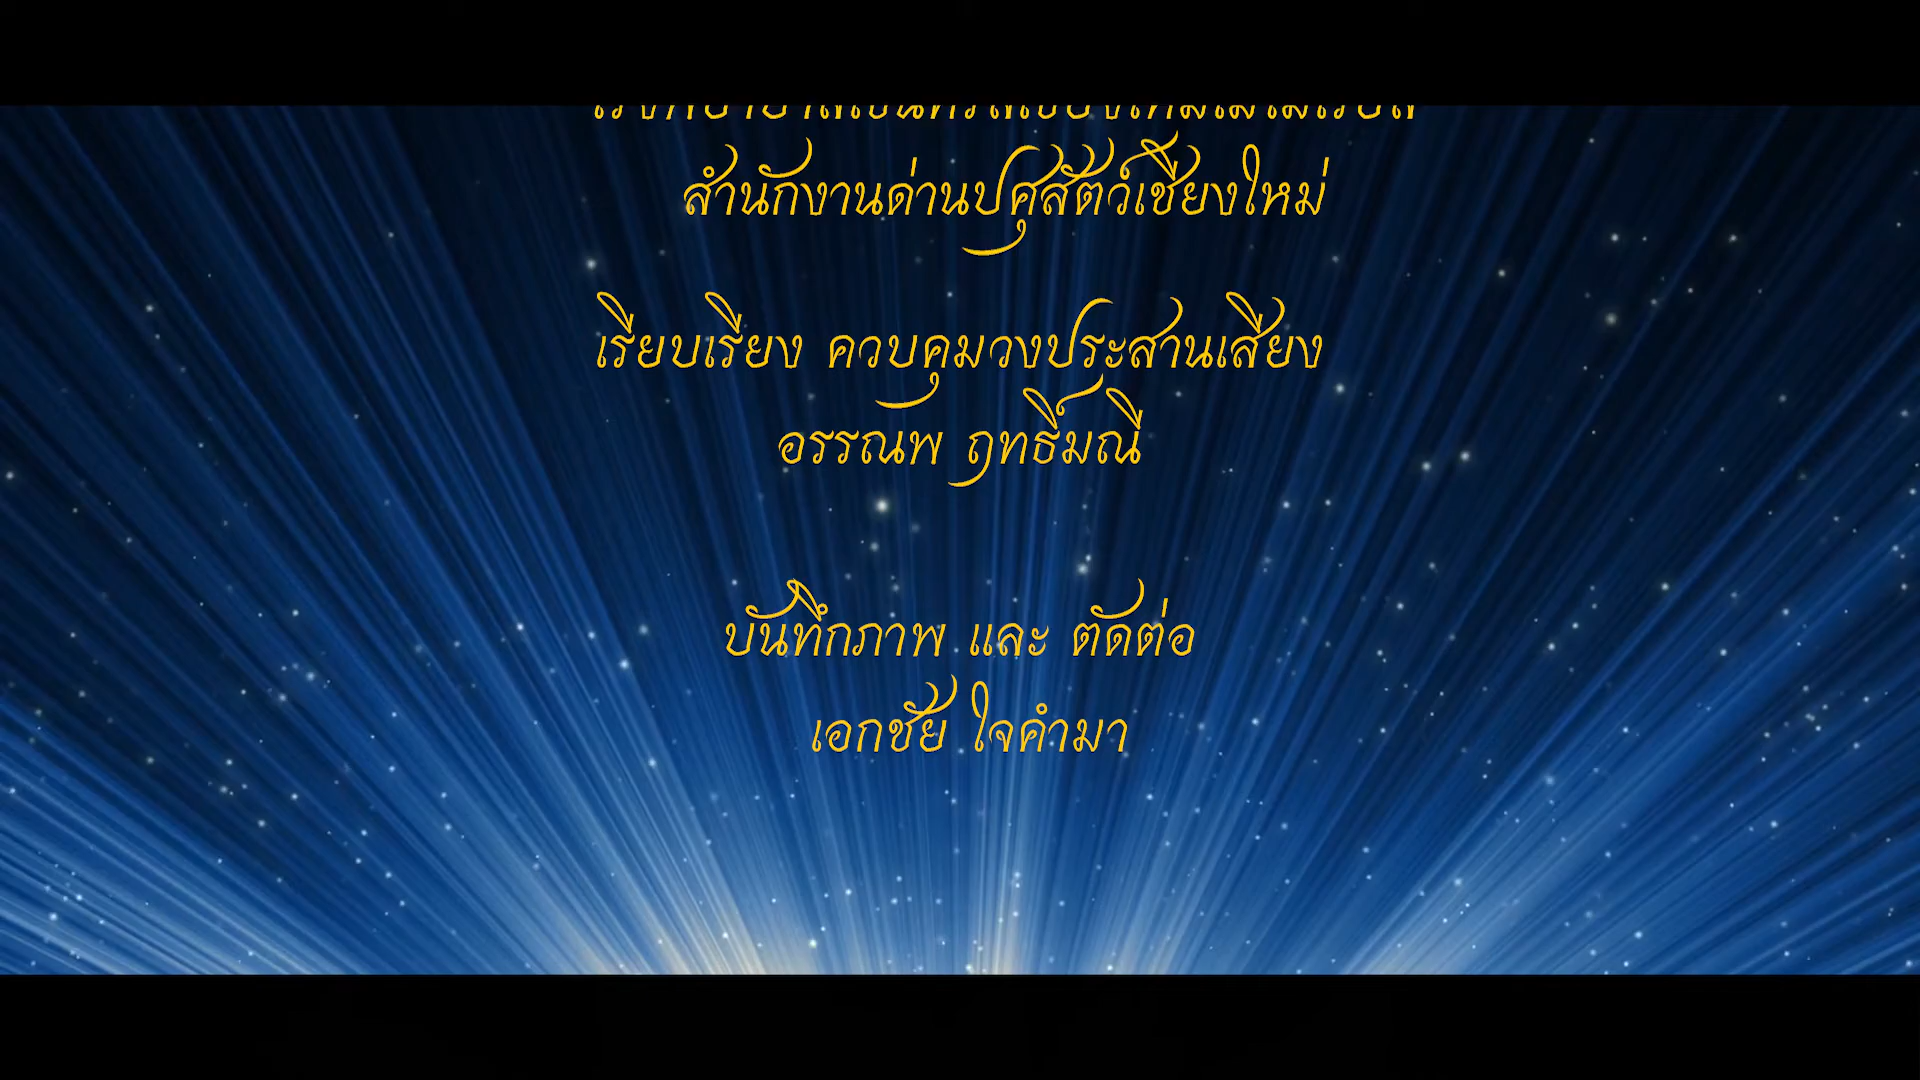 สำนักงานด่านปศุสัตว์เชียงใหม่
เรียบเรียง ควบคุมวงประสานเสียง
อรรณพ ฤทธิ์มณี
บันทึกภาพ และ ตัดต่อ
เอกชัย ใจคำมา